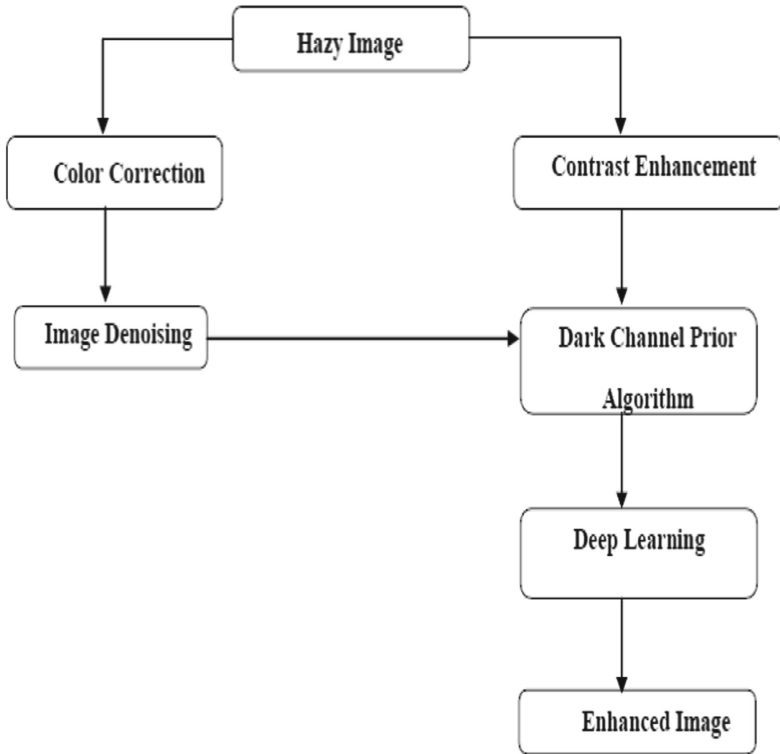 Hazy Image
Color Correction
Contrast Enhancement
Image Denoising
Dark Channel Prior
Algorithm
Deep Learning
Enhanced Image